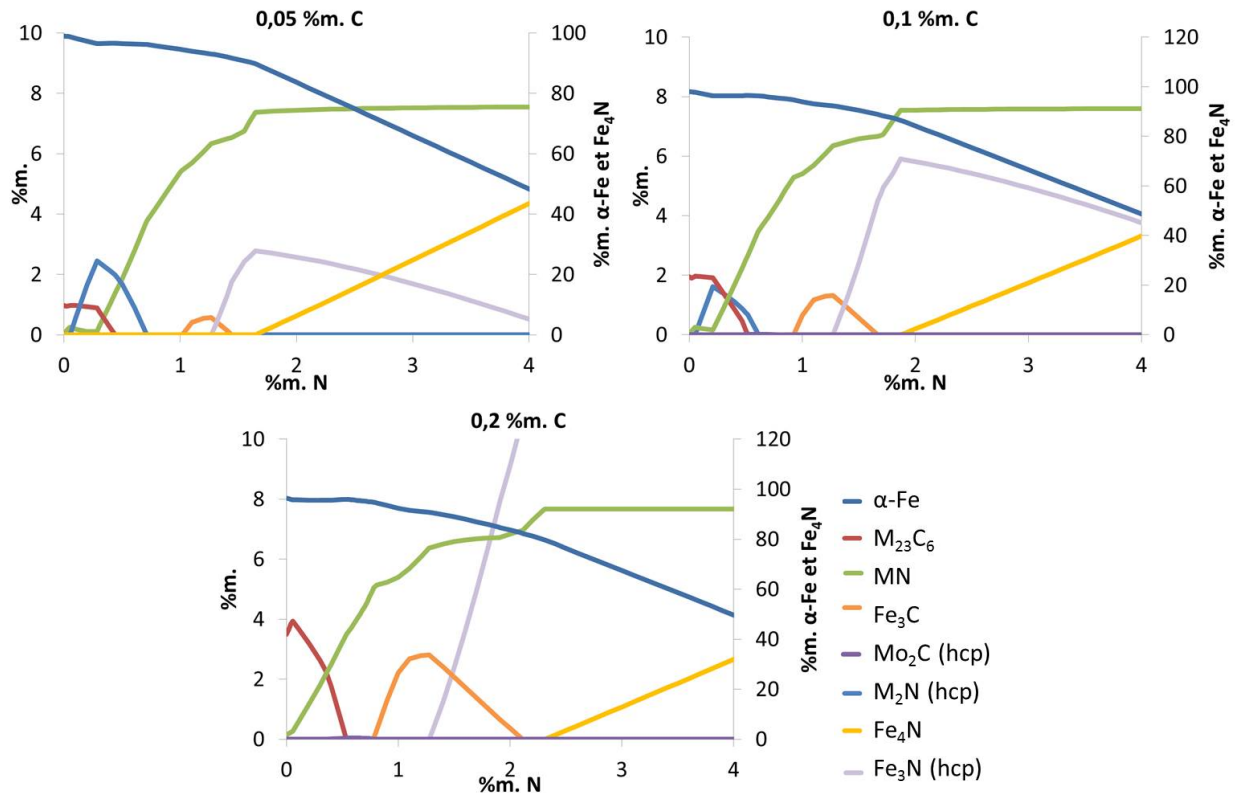 0,05 %m. C
10
8
6
4
2
0
%m.
100
80
60
40
20
0
%m. α-Fe et Fe₄N
0 1 2 3 4
%m. N
0,1 %m. C
10
8
6
4
2
0
%m.
120
100
80
60
40
20
0
%m. α-Fe et Fe₄N
0 1 2 3 4
%m. N
0,2 %m. C
10
8
6
4
2
0
%m.
120
100
80
60
40
20
0
%m. α-Fe et Fe₄N
0 1 2 3 4
%m. N
α-Fe
M₂₃C₆
MN
Fe₃C
Mo₂C (hcp)
M₂N (hcp)
Fe₄N
Fe₃N (hcp)